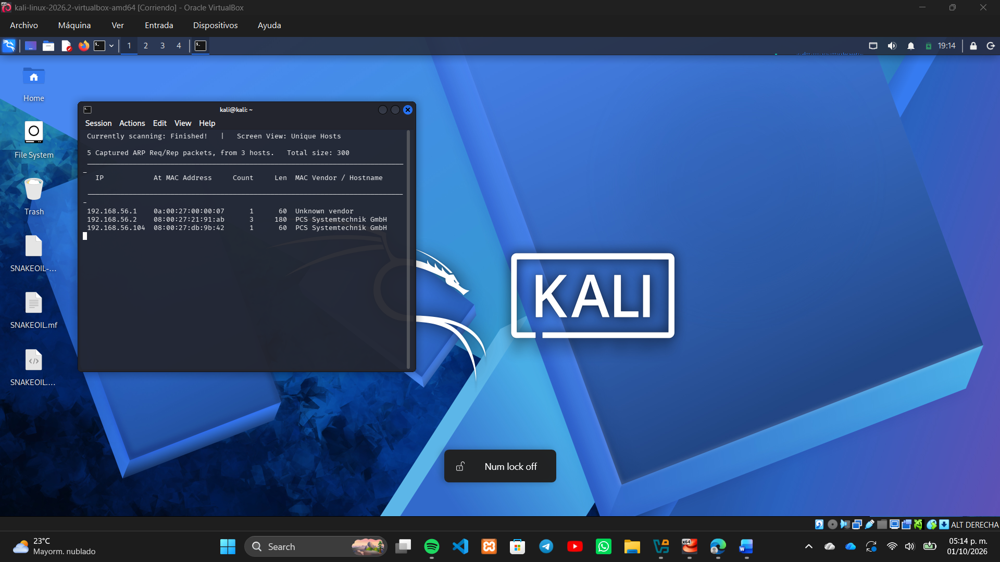 kali-linux-2026.2-virtualbox-amd64 [Corriendo] - Oracle VirtualBox
Archivo Máquina Ver Entrada Dispositivos Ayuda
1 2 3 4 19:14
Home
File System
Trash
SNAKEOIL-...
SNAKEOIL.mf
SNAKEOIL....
kali@kali: ~
Session Actions Edit View Help
Currently scanning: Finished! | Screen View: Unique Hosts
5 Captured ARP Req/Rep packets, from 3 hosts. Total size: 300
_____________________________________________________________________________
IP At MAC Address Count Len MAC Vendor / Hostname
-----------------------------------------------------------------------------
192.168.56.1 0a:00:27:00:00:07 1 60 Unknown vendor
192.168.56.2 08:00:27:21:91:ab 3 180 PCS Systemtechnik GmbH
192.168.56.104 08:00:27:db:9b:42 1 60 PCS Systemtechnik GmbH
KALI
Num lock off
ALT DERECHA
23°C
Mayorm. nublado
Search
05:14 p. m.
01/10/2026